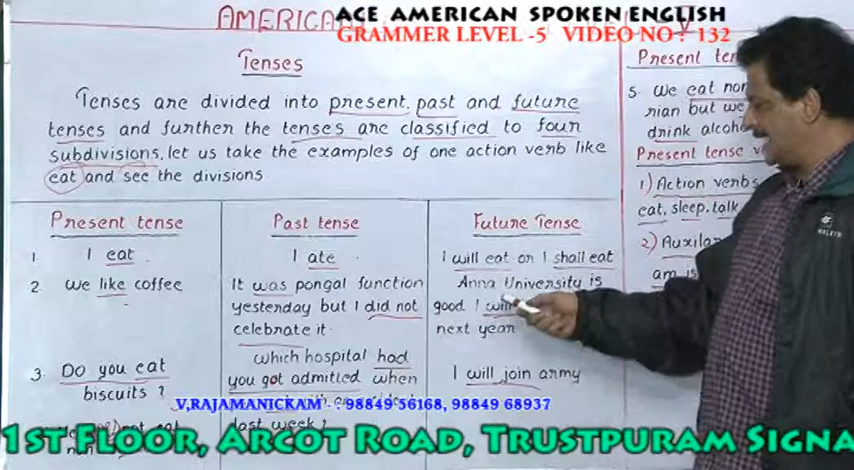 AMERICAN
ACE AMERICAN SPOKEN ENGLISH
GRAMMER LEVEL -5 VIDEO NO : 132
Tenses
Tenses are divided into present, past and future
tenses and further the tenses are classified to four
subdivisions. let us take the examples of one action verb like
eat and see the divisions
Present tense
1. I eat
2. we like coffee
3. Do you eat
biscuits ?
not eat
Past tense
I ate
It was pongal function
yesterday but I did not
celebrate it
which hospital had
you got admitted when
last week ?
Future Tense
I will eat or I shall eat
Anna University is
good I will
next year
I will join army
Present
5. we eat non
rian but we
drink
Present tense
1) Action verbs
eat, sleep, talk
2)
am is
V,RAJAMANICKAM - : 98849 56168, 98849 68937
1ST FLOOR, ARCOT ROAD, TRUSTPURAM SIGNA